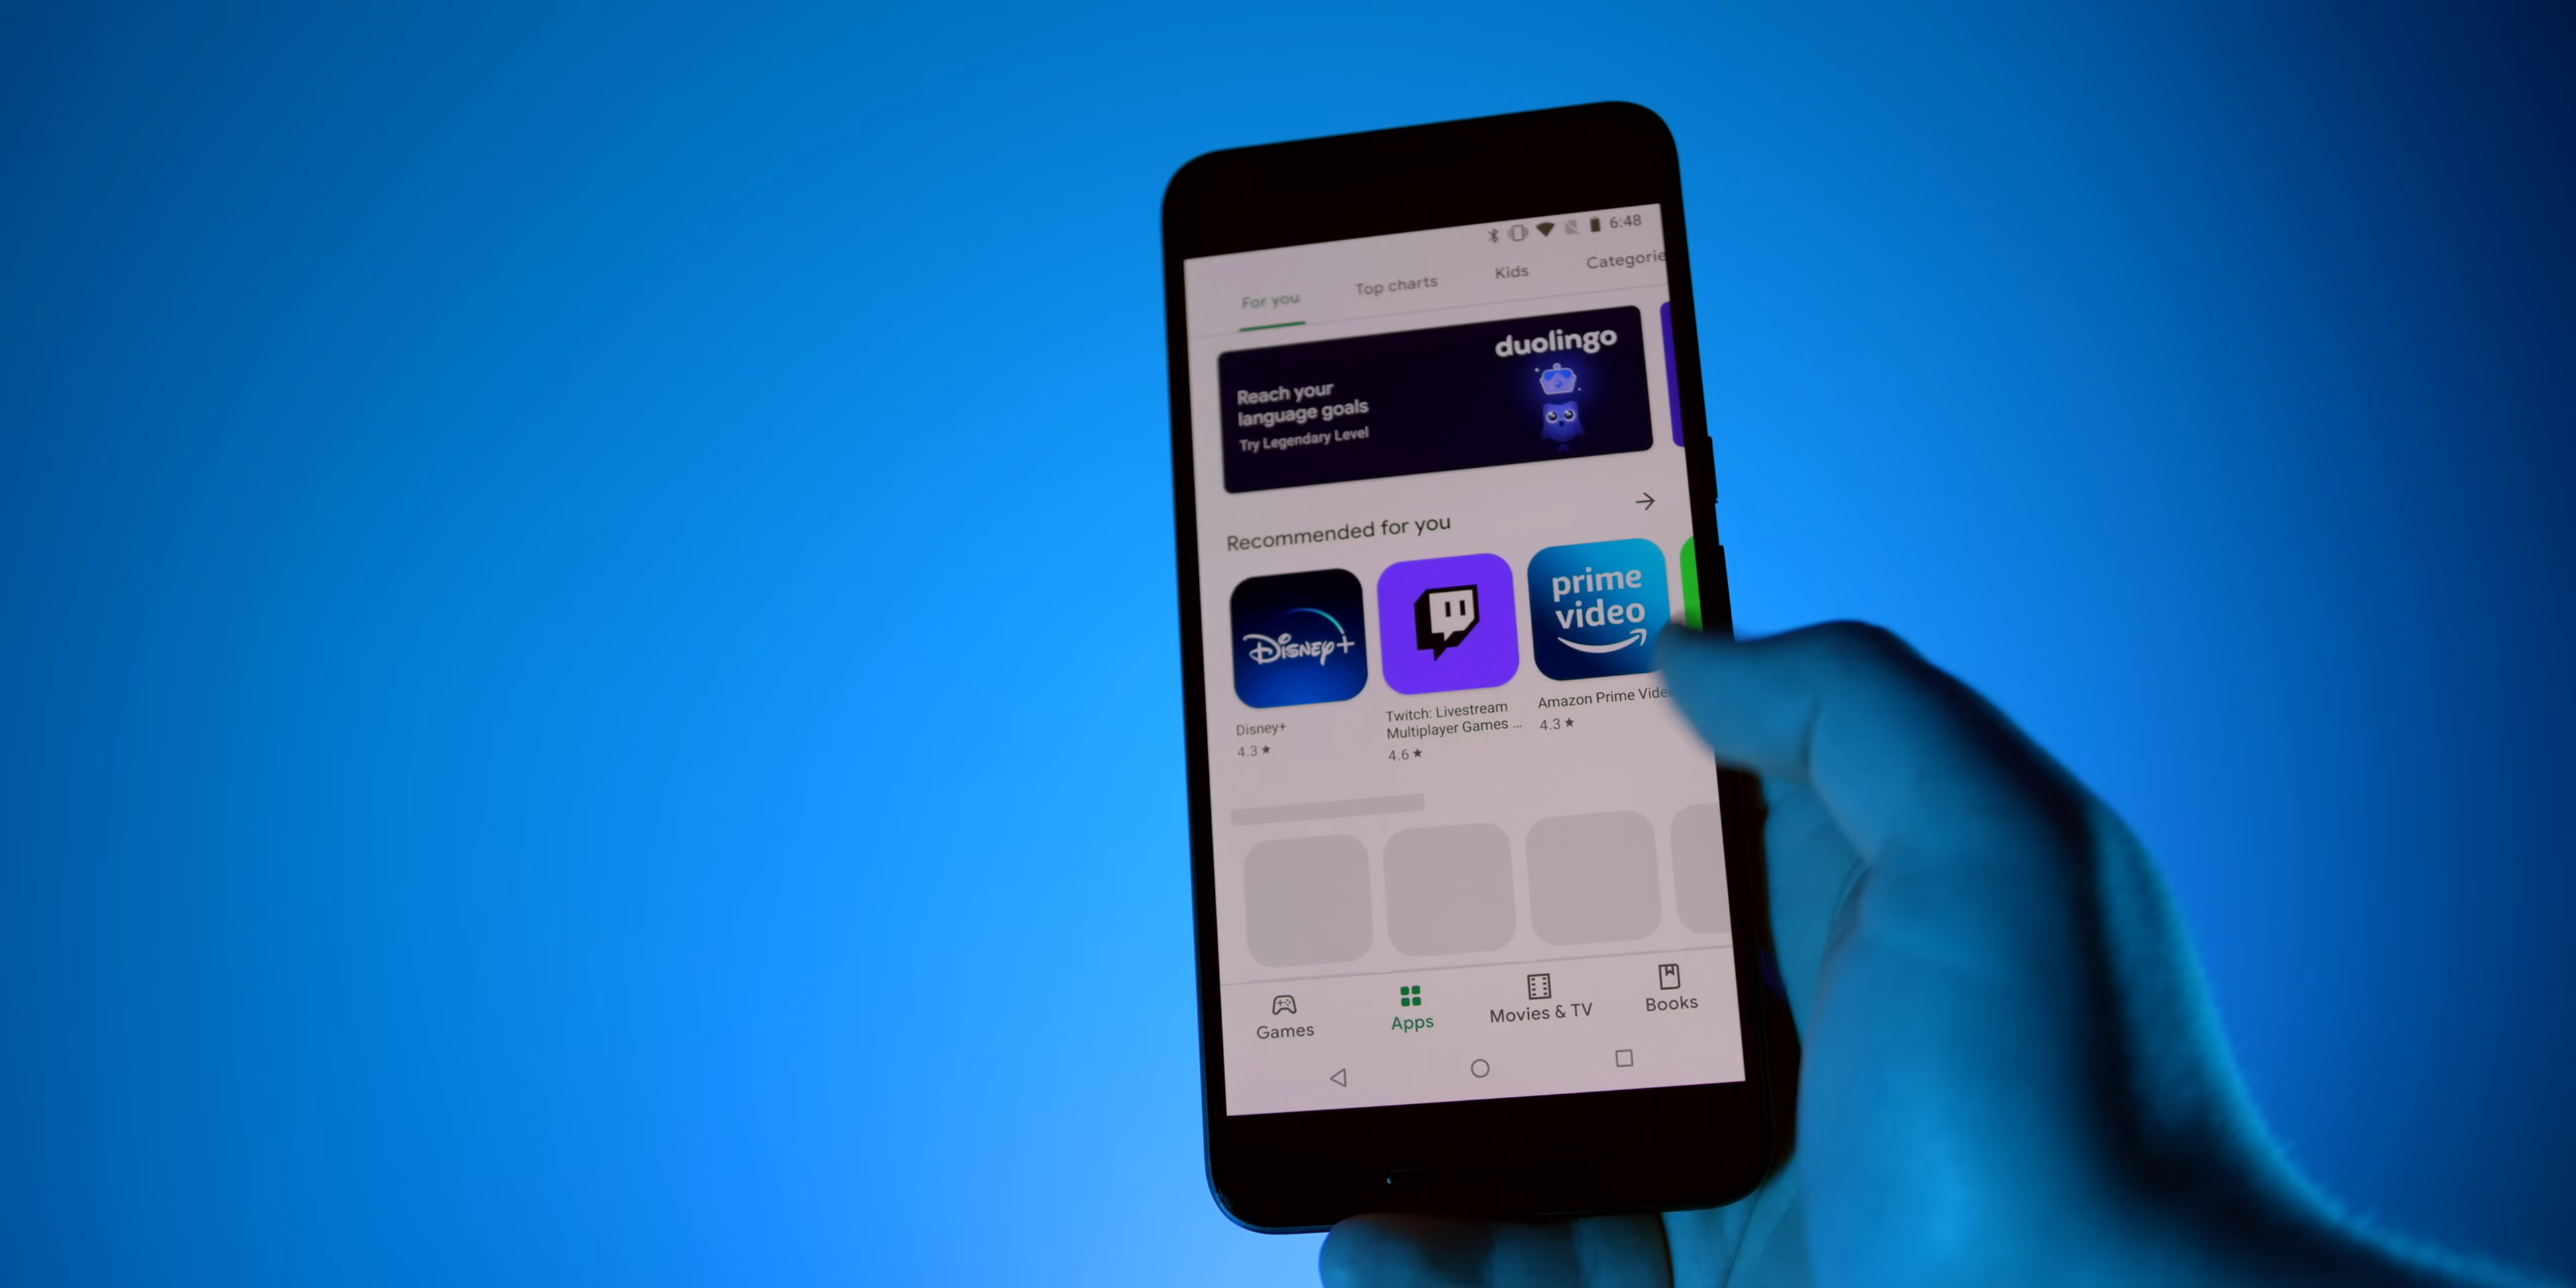 6:48
For you
Top charts
Kids
Categorie
duolingo
Reach your
language goals
Try Legendary Level
Recommended for you
Disney+
prime
video
Disney+
4.3 ★
Twitch: Livestream
Multiplayer Games ...
4.6 ★
Amazon Prime Vide
4.3 ★
Games
Apps
Movies & TV
Books